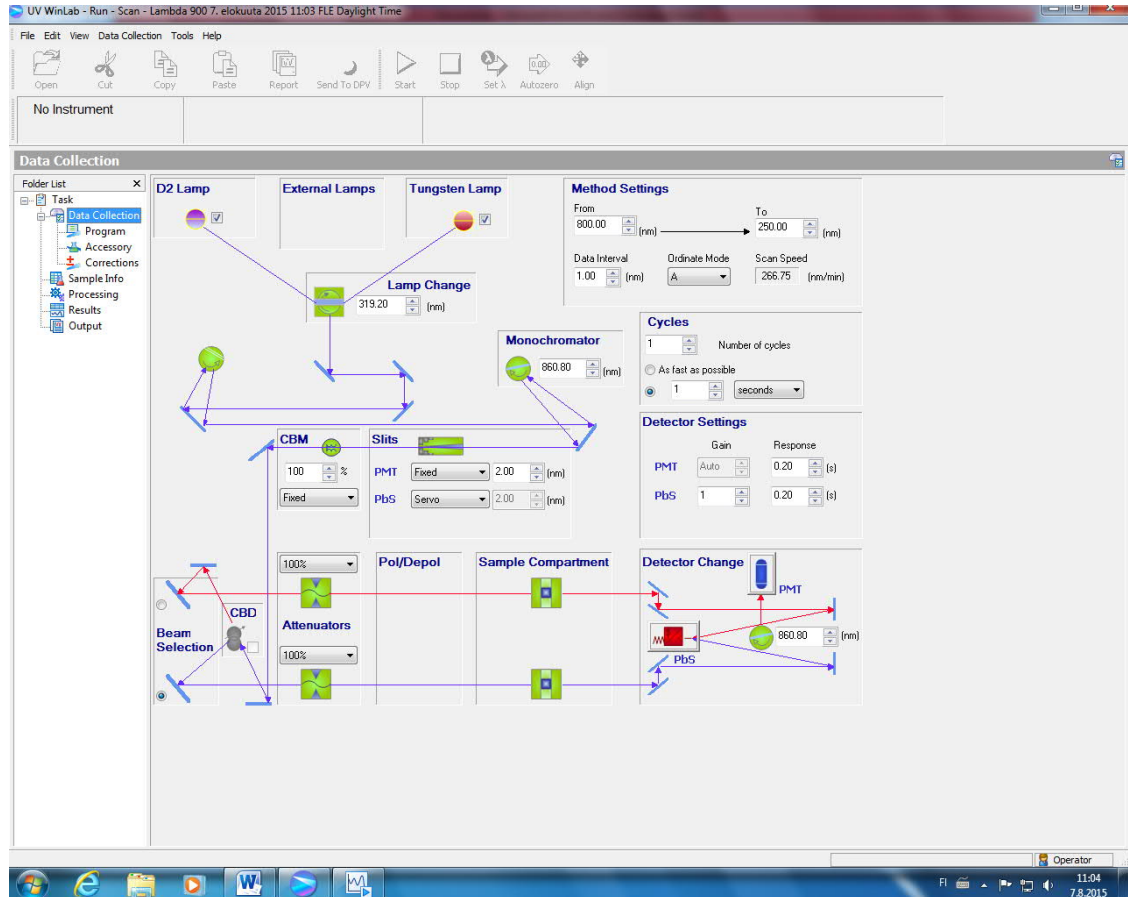 UV WinLab - Run - Scan - Lambda 900 7. elokuuta 2015 11:03 FLE Daylight Time
File Edit View Data Collection Tools Help
Open Cut Copy Paste Report Send To DPV Start Stop Set λ Autozero Align
No Instrument
Data Collection
Folder List
Task
Data Collection
Program
Accessory
Corrections
Sample Info
Processing
Results
Output
D2 Lamp
External Lamps
Tungsten Lamp
Lamp Change
319.20 (nm)
Method Settings
From To
800.00 (nm) 250.00 (nm)
Data Interval Ordinate Mode Scan Speed
1.00 (nm) A 266.75 (nm/min)
Monochromator
860.80 (nm)
Cycles
1 Number of cycles
As fast as possible
1 seconds
CBM
100 %
Fixed
Slits
PMT Fixed 2.00 (nm)
PbS Servo 2.00 (nm)
Detector Settings
Gain Response
PMT Auto 0.20 (s)
PbS 1 0.20 (s)
Beam
Selection
CBD
100%
Attenuators
100%
Pol/Depol
Sample Compartment
Detector Change
PMT
860.80 (nm)
PbS
Operator
FI 11:04
7.8.2015